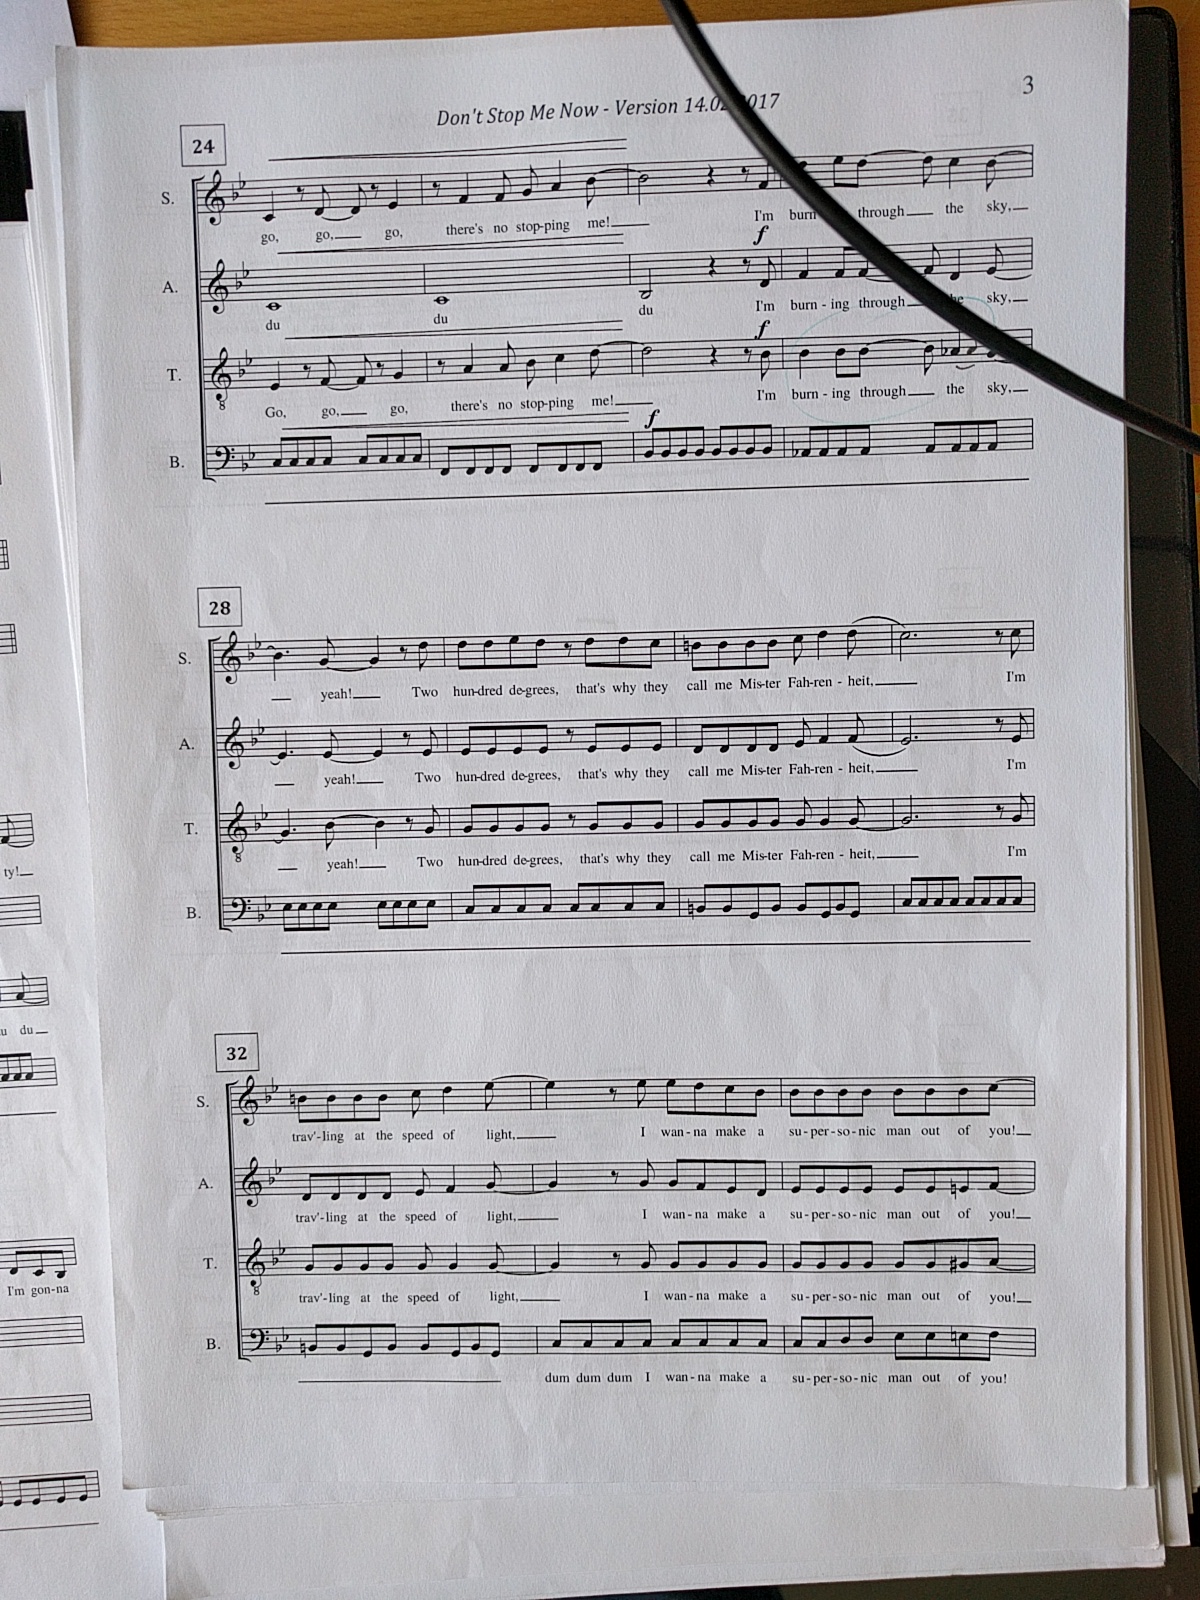 3
Don't Stop Me Now - Version 14.02 2017
24
S.
go, go, go, there's no stop-ping me! I'm burn through the sky,
f
A.
du du du I'm burn - ing through the sky,
f
T.
8
Go, go, go, there's no stop-ping me! I'm burn - ing through the sky,
f
B.
28
S.
yeah! Two hun-dred de-grees, that's why they call me Mis-ter Fah-ren - heit, I'm
A.
yeah! Two hun-dred de-grees, that's why they call me Mis-ter Fah-ren - heit, I'm
T.
8
yeah! Two hun-dred de-grees, that's why they call me Mis-ter Fah-ren - heit, I'm
B.
32
S.
trav'-ling at the speed of light, I wan-na make a su-per-so-nic man out of you!
A.
trav'-ling at the speed of light, I wan-na make a su-per-so-nic man out of you!
T.
8
trav'-ling at the speed of light, I wan-na make a su-per-so-nic man out of you!
B.
dum dum dum I wan-na make a su-per-so-nic man out of you!
ty!
du
I'm gon-na